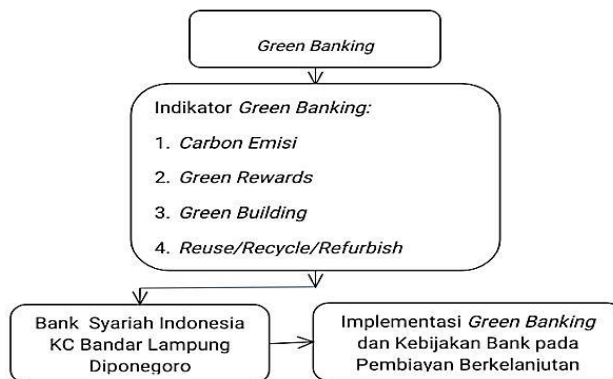 Green Banking
Indikator Green Banking:
1. Carbon Emisi
2. Green Rewards
3. Green Building
4. Reuse/Recycle/Refurbish
Bank Syariah Indonesia
KC Bandar Lampung
Diponegoro
Implementasi Green Banking
dan Kebijakan Bank pada
Pembiayan Berkelanjutan